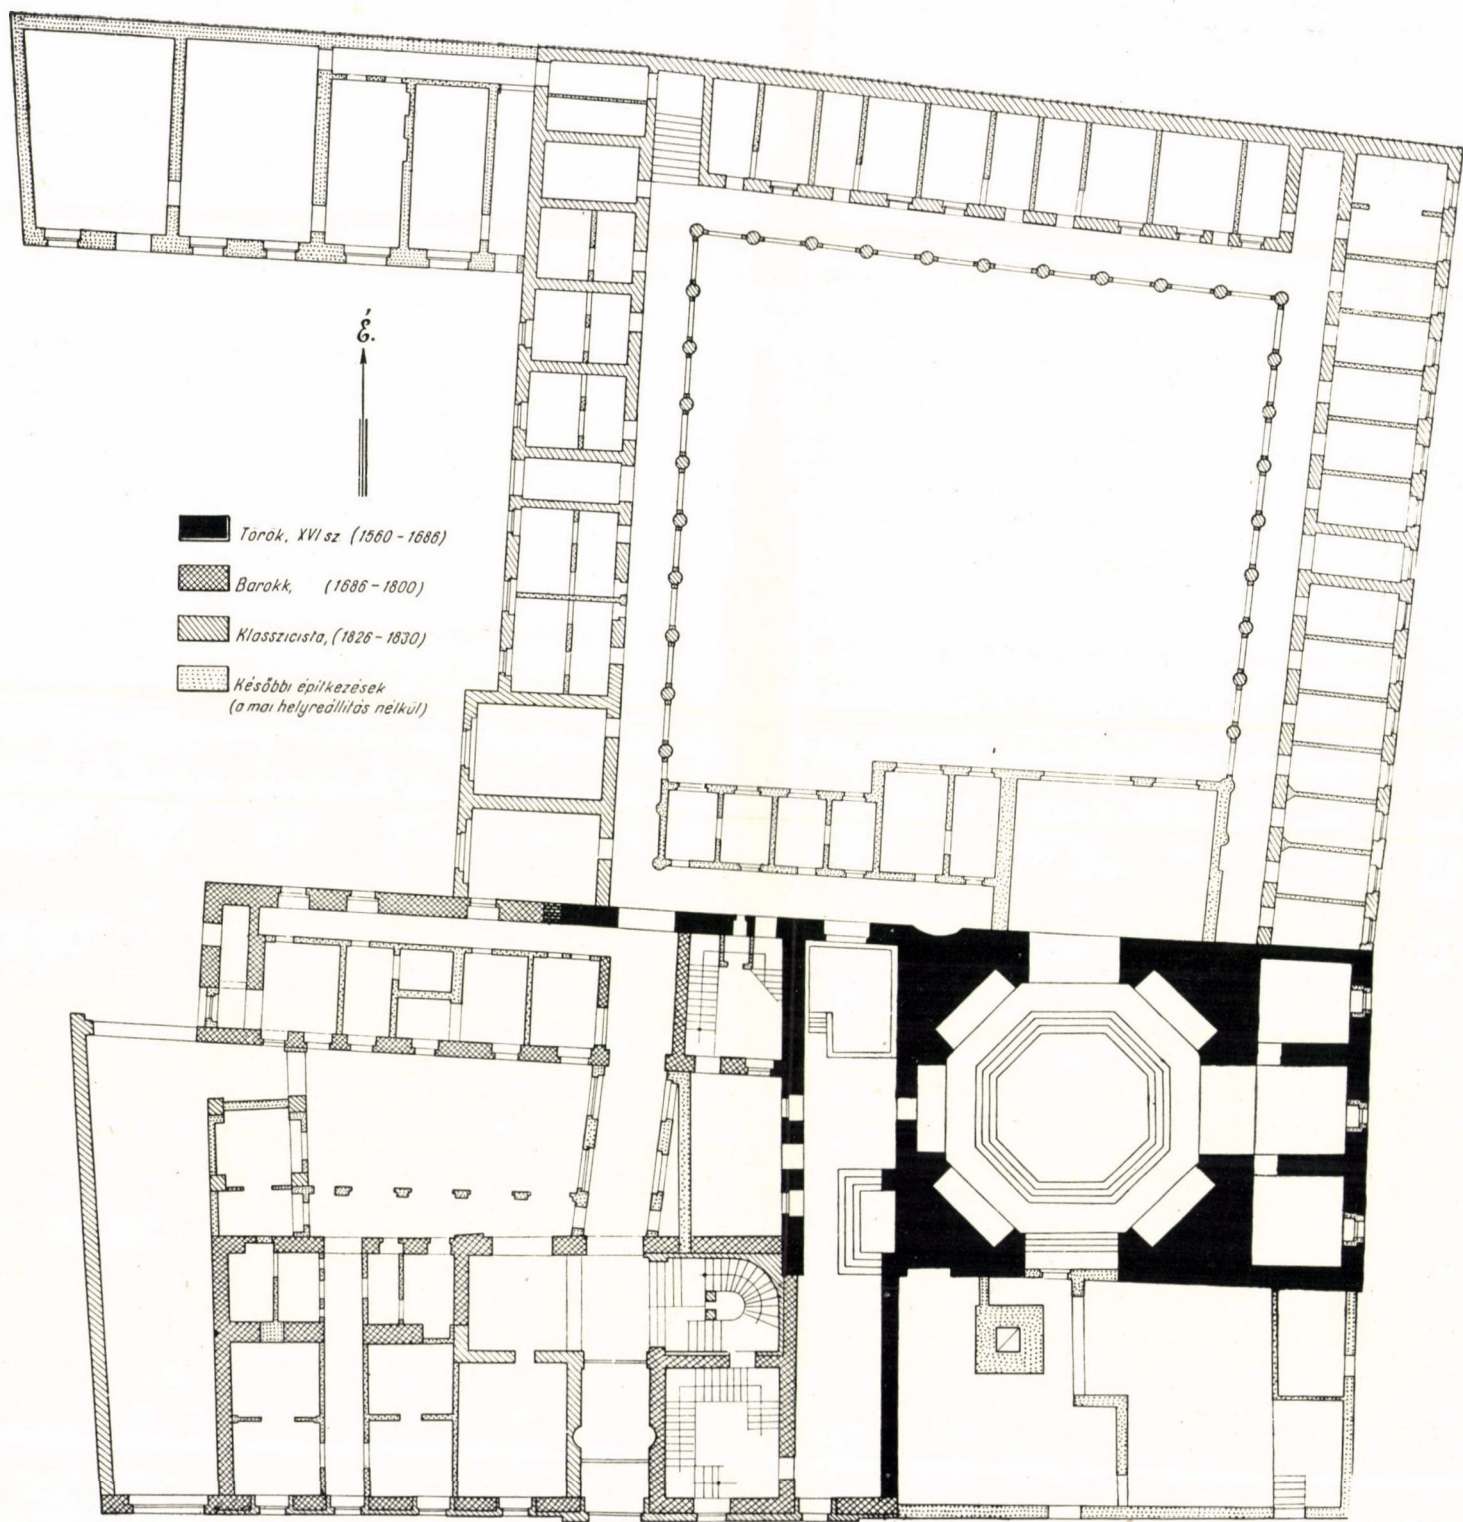 É.
Török, XVI sz. (1560-1686)
Barokk, (1686-1800)
Klasszicista, (1826-1830)
Későbbi építkezések
(a mai helyreállítás nélkül)